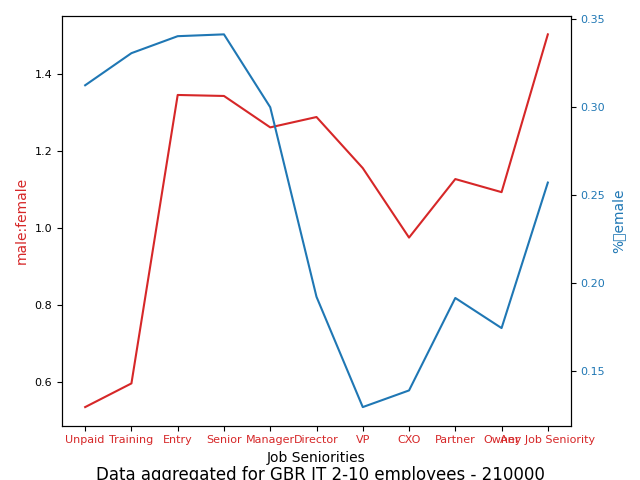 male:female
1.4
1.2
1.0
0.8
0.6
0.35
0.30
0.25
0.20
0.15
%▯emale
Unpaid Training Entry Senior Manager Director VP CXO Partner Owner Any Job Seniority
Job Seniorities
Data aggregated for GBR IT 2-10 employees - 210000